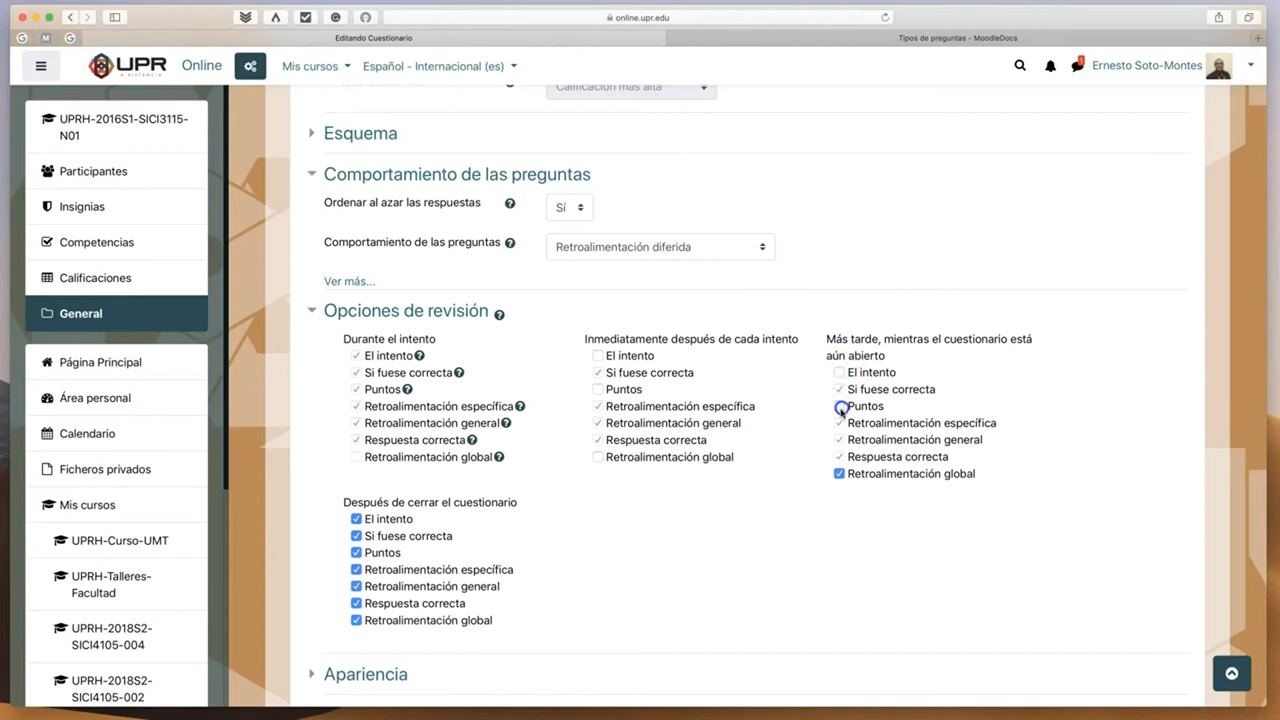 online.upr.edu
Editando Cuestionario
Tipos de preguntas - MoodleDocs
UPR
A DISTANCIA
Online
Mis cursos
Español - Internacional (es)
1
Ernesto Soto-Montes
UPRH-2016S1-SICI3115-
N01
Participantes
Insignias
Competencias
Calificaciones
General
Página Principal
Área personal
Calendario
Ficheros privados
Mis cursos
UPRH-Curso-UMT
UPRH-Talleres-
Facultad
UPRH-2018S2-
SICI4105-004
UPRH-2018S2-
SICI4105-002
Calificación más alta
Esquema
Comportamiento de las preguntas
Ordenar al azar las respuestas
Sí
Comportamiento de las preguntas
Retroalimentación diferida
Ver más...
Opciones de revisión
Durante el intento
El intento
Si fuese correcta
Puntos
Retroalimentación específica
Retroalimentación general
Respuesta correcta
Retroalimentación global
Inmediatamente después de cada intento
El intento
Si fuese correcta
Puntos
Retroalimentación específica
Retroalimentación general
Respuesta correcta
Retroalimentación global
Más tarde, mientras el cuestionario está
aún abierto
El intento
Si fuese correcta
Puntos
Retroalimentación específica
Retroalimentación general
Respuesta correcta
Retroalimentación global
Después de cerrar el cuestionario
El intento
Si fuese correcta
Puntos
Retroalimentación específica
Retroalimentación general
Respuesta correcta
Retroalimentación global
Apariencia